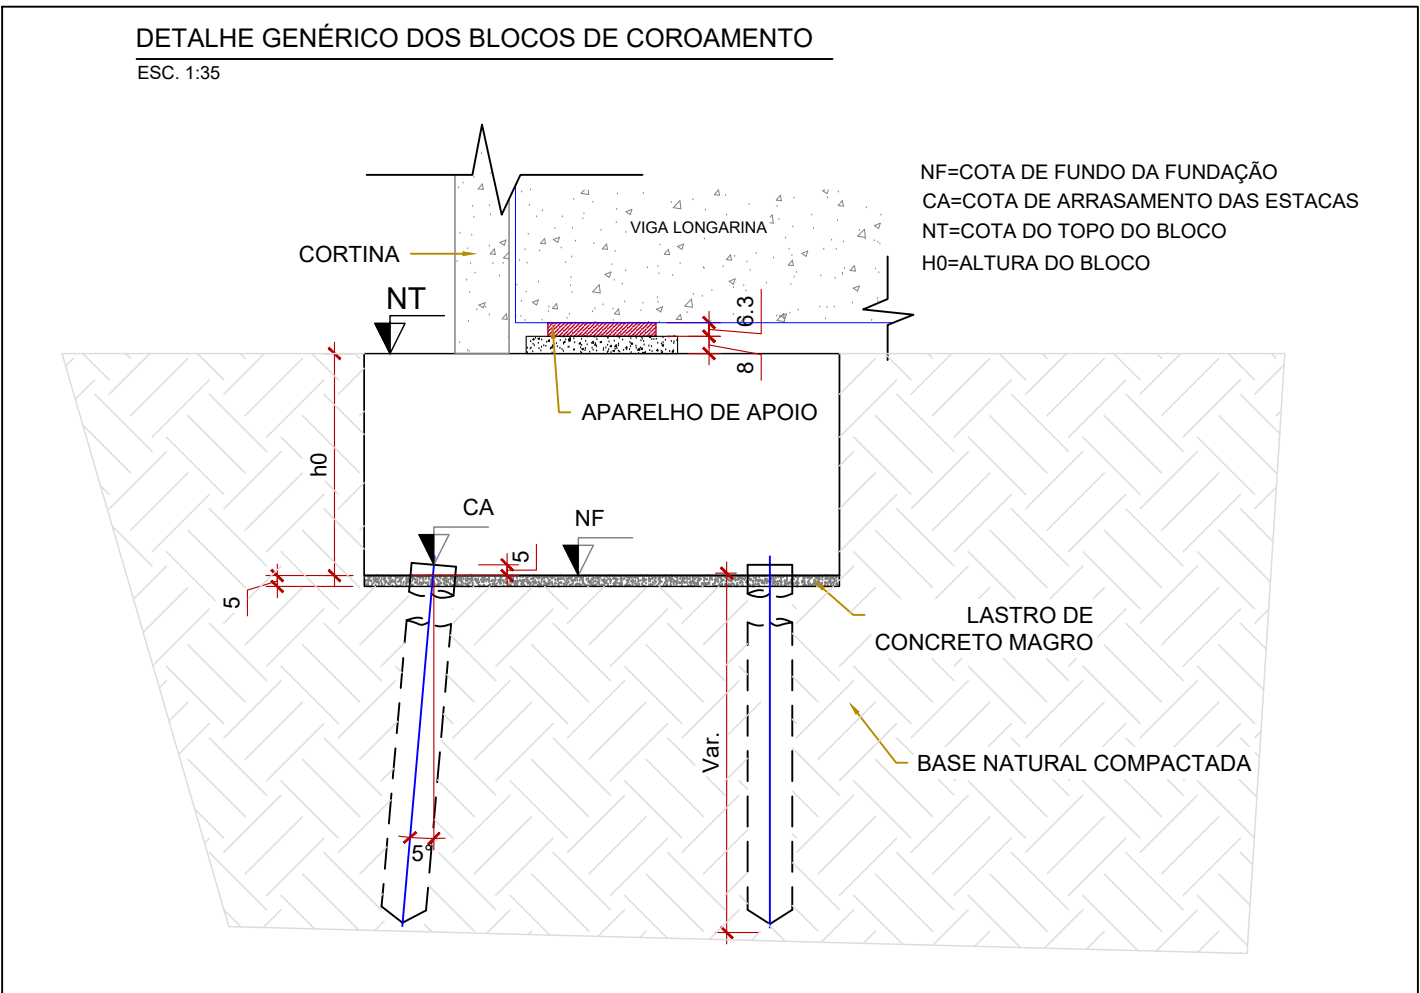 DETALHE GENÉRICO DOS BLOCOS DE COROAMENTO
ESC. 1:35
NF=COTA DE FUNDO DA FUNDAÇÃO
CA=COTA DE ARRASAMENTO DAS ESTACAS
NT=COTA DO TOPO DO BLOCO
H0=ALTURA DO BLOCO
VIGA LONGARINA
CORTINA
NT
6.3
8
APARELHO DE APOIO
h0
CA
NF
5
5
LASTRO DE
CONCRETO MAGRO
Var.
BASE NATURAL COMPACTADA
5°